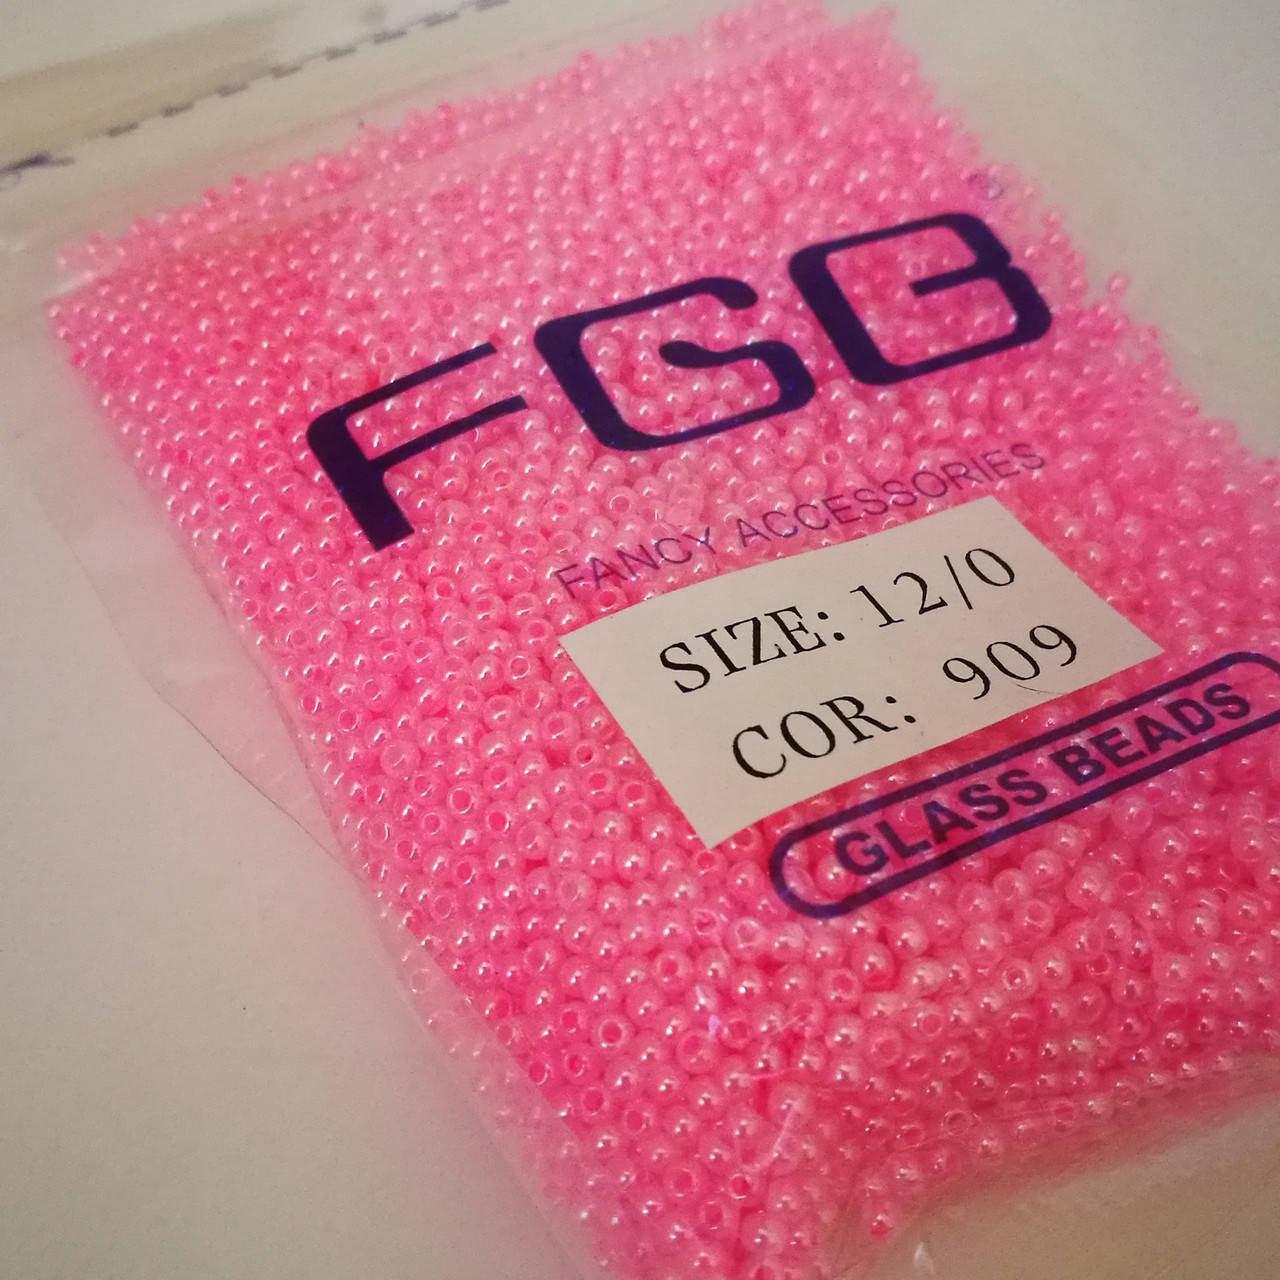 FGB
FANCY ACCESSORIES
SIZE: 12/0
COR: 909
GLASS BEADS